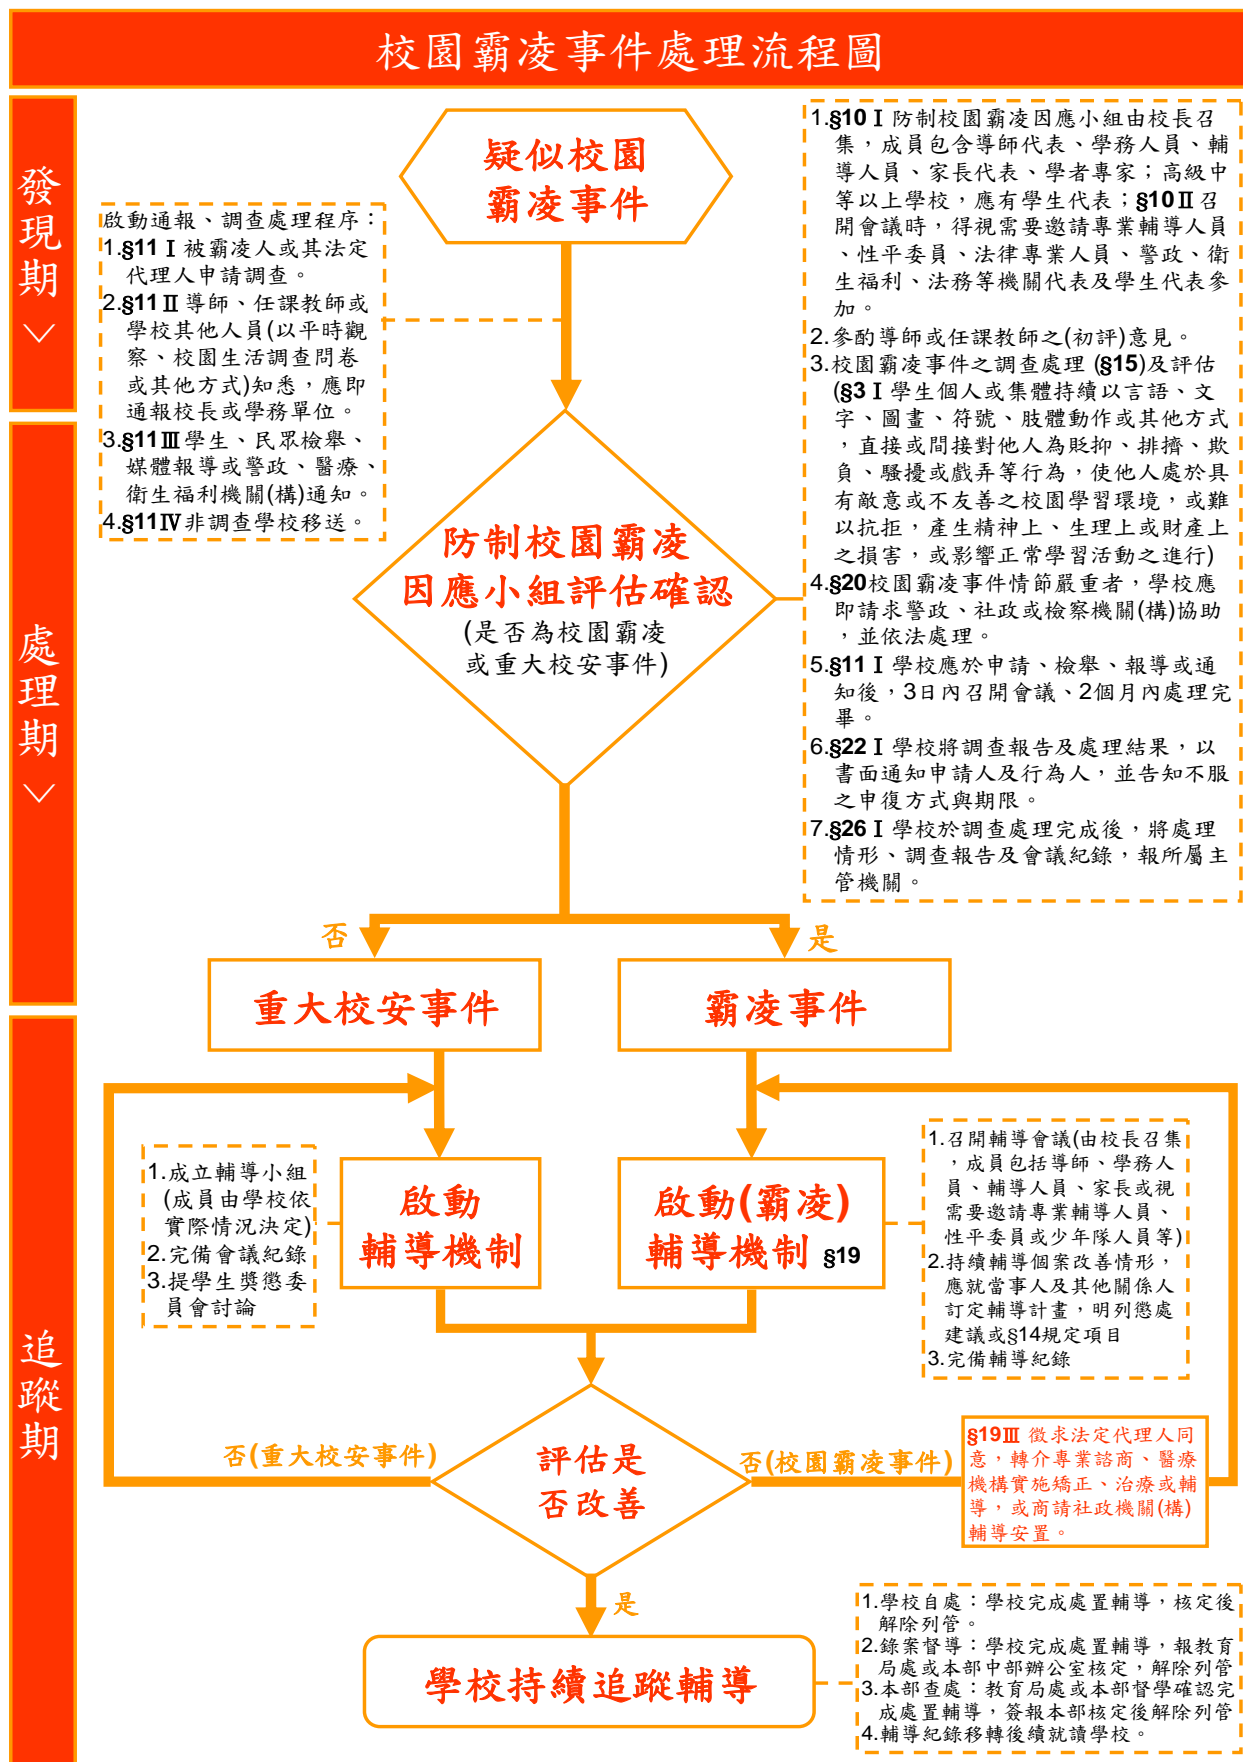 校園霸凌事件處理流程圖
發現期
疑似校園
霸凌事件
啟動通報、調查處理程序：
1.§11Ⅰ被霸凌人或其法定
代理人申請調查。
2.§11Ⅱ導師、任課教師或
學校其他人員(以平時觀
察、校園生活調查問卷
或其他方式)知悉，應即
通報校長或學務單位。
3.§11Ⅲ學生、民眾檢舉、
媒體報導或警政、醫療、
衛生福利機關(構)通知。
4.§11Ⅳ非調查學校移送。
1.§10Ⅰ防制校園霸凌因應小組由校長召
集，成員包含導師代表、學務人員、輔
導人員、家長代表、學者專家；高級中
等以上學校，應有學生代表；§10Ⅱ召
開會議時，得視需要邀請專業輔導人員
、性平委員、法律專業人員、警政、衛
生福利、法務等機關代表及學生代表參
加。
2.參酌導師或任課教師之(初評)意見。
3.校園霸凌事件之調查處理 (§15)及評估
(§3Ⅰ學生個人或集體持續以言語、文
字、圖畫、符號、肢體動作或其他方式
，直接或間接對他人為貶抑、排擠、欺
負、騷擾或戲弄等行為，使他人處於具
有敵意或不友善之校園學習環境，或難
以抗拒，產生精神上、生理上或財產上
之損害，或影響正常學習活動之進行)
4.§20校園霸凌事件情節嚴重者，學校應
即請求警政、社政或檢察機關(構)協助
，並依法處理。
5.§11Ⅰ學校應於申請、檢舉、報導或通
知後，3日內召開會議、2個月內處理完
畢。
6.§22Ⅰ學校將調查報告及處理結果，以
書面通知申請人及行為人，並告知不服
之申復方式與期限。
7.§26Ⅰ學校於調查處理完成後，將處理
情形、調查報告及會議紀錄，報所屬主
管機關。
處理期
防制校園霸凌
因應小組評估確認
(是否為校園霸凌
或重大校安事件)
否
是
重大校安事件
霸凌事件
追蹤期
1.成立輔導小組
(成員由學校依
實際情況決定)
2.完備會議紀錄
3.提學生獎懲委
員會討論
啟動
輔導機制
啟動(霸凌)
輔導機制 §19
1.召開輔導會議(由校長召集
，成員包括導師、學務人
員、輔導人員、家長或視
需要邀請專業輔導人員、
性平委員或少年隊人員等)
2.持續輔導個案改善情形，
應就當事人及其他關係人
訂定輔導計畫，明列懲處
建議或§14規定項目
3.完備輔導紀錄
否(重大校安事件)
評估是
否改善
否(校園霸凌事件)
§19Ⅲ 徵求法定代理人同
意，轉介專業諮商、醫療
機構實施矯正、治療或輔
導，或商請社政機關(構)
輔導安置。
是
學校持續追蹤輔導
1.學校自處：學校完成處置輔導，核定後
解除列管。
2.錄案督導：學校完成處置輔導，報教育
局處或本部中部辦公室核定，解除列管
3.本部查處：教育局處或本部督學確認完
成處置輔導，簽報本部核定後解除列管
4.輔導紀錄移轉後續就讀學校。